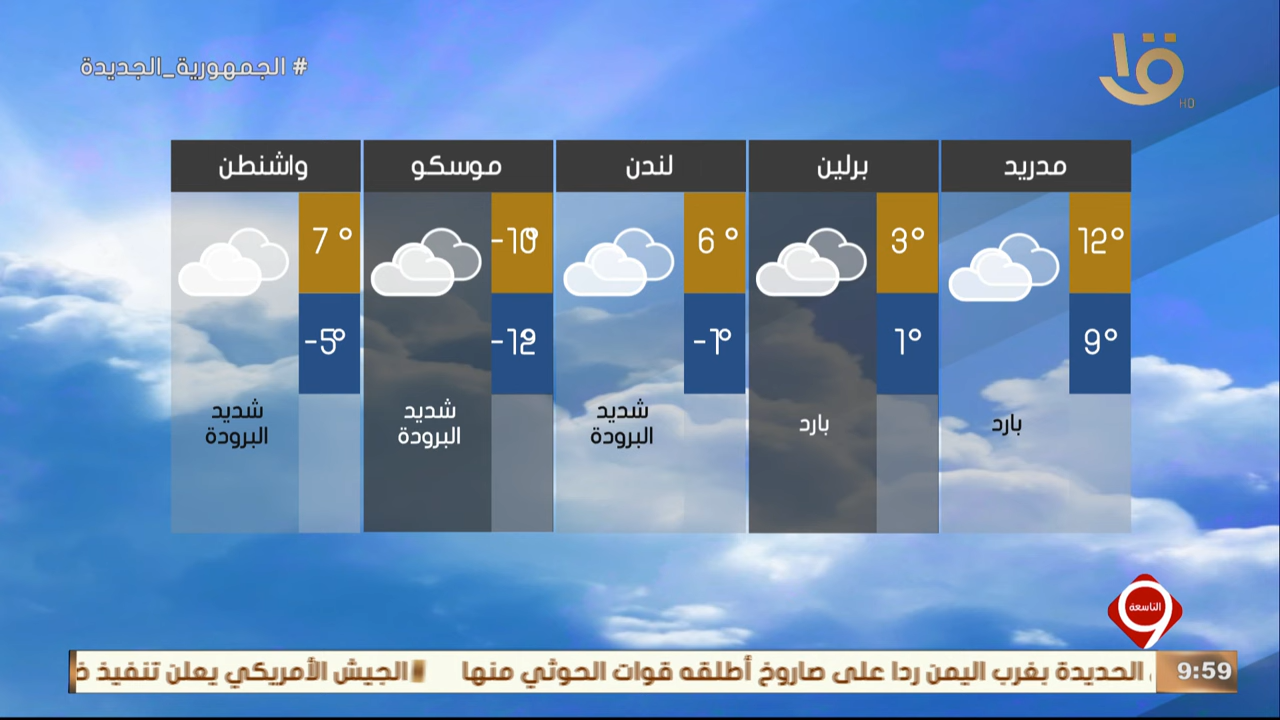 # الجمهورية_الجديدة
HD
مدريد
12°
9°
بارد
برلين
3°
1°
بارد
لندن
6°
-1°
شديد
البرودة
موسكو
-10°
-12°
شديد
البرودة
واشنطن
7°
-5°
شديد
البرودة
التاسعة
9
9:59
الحديدة بغرب اليمن ردا على صاروخ أطلقه قوات الحوثي منها
الجيش الأمريكي يعلن تنفيذ